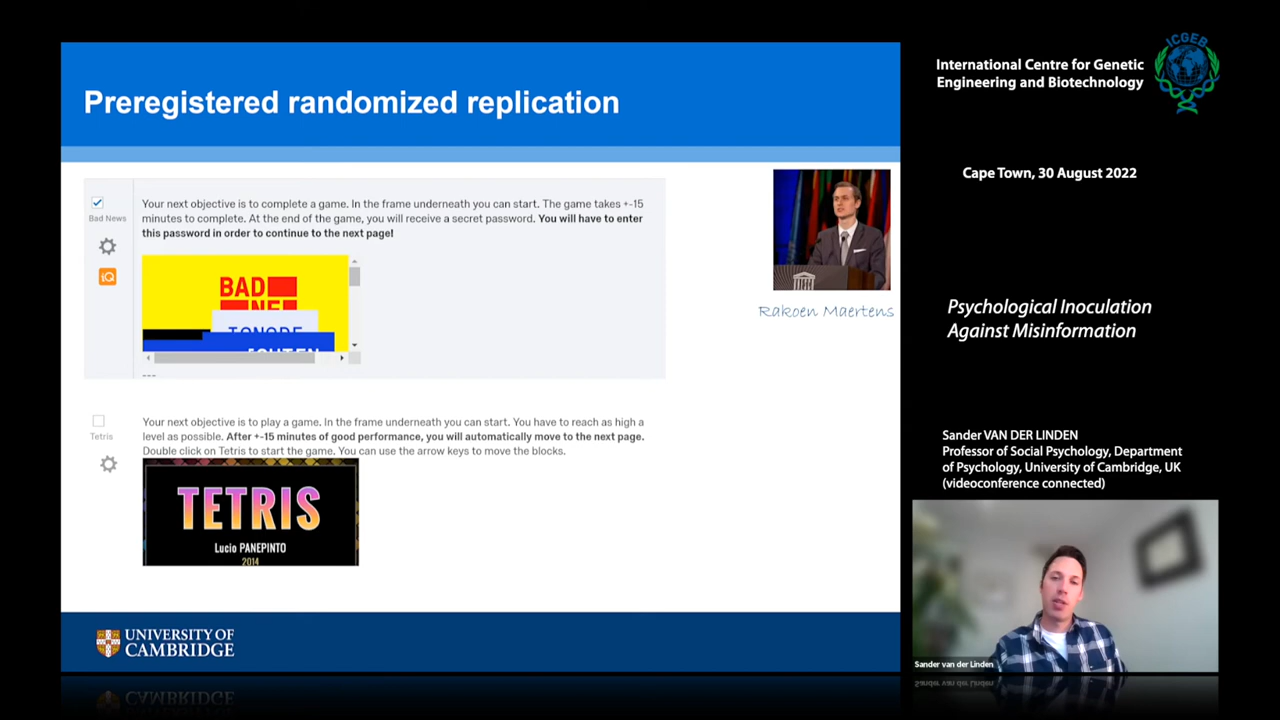 Preregistered randomized replication
Bad News
Your next objective is to complete a game. In the frame underneath you can start. The game takes +-15
minutes to complete. At the end of the game, you will receive a secret password. You will have to enter
this password in order to continue to the next page!
iQ
BAD
NE
Rakoen Maertens
Tetris
Your next objective is to play a game. In the frame underneath you can start. You have to reach as high a
level as possible. After +-15 minutes of good performance, you will automatically move to the next page.
Double click on Tetris to start the game. You can use the arrow keys to move the blocks.
TETRIS
Lucio PANEPINTO
2014
UNIVERSITY OF
CAMBRIDGE
International Centre for Genetic
Engineering and Biotechnology
ICGEB
Cape Town, 30 August 2022
Psychological Inoculation
Against Misinformation
Sander VAN DER LINDEN
Professor of Social Psychology, Department
of Psychology, University of Cambridge, UK
(videoconference connected)
Sander van der Linden